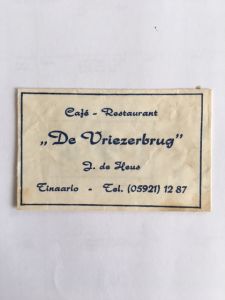 Café - Restaurant
„De Vriezerbrug”
J. de Heus
Tinaarlo - Tel. (05921) 12 87